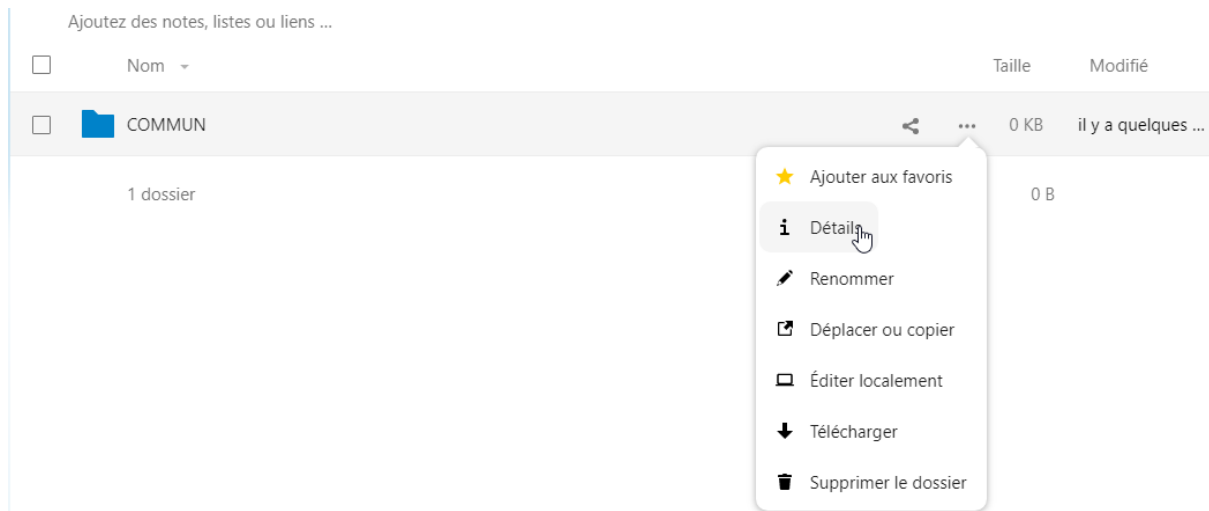 Ajoutez des notes, listes ou liens ...
Nom Taille Modifié
COMMUN ... 0 KB il y a quelques ...
1 dossier 0 B
Ajouter aux favoris
Détails
Renommer
Déplacer ou copier
Éditer localement
Télécharger
Supprimer le dossier